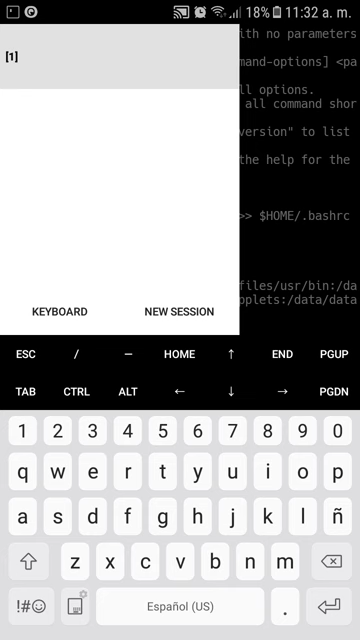 18% 11:32 a. m.
ith no parameters
[1]
mand-options] <pa
ll options.
all command shor
version" to list
the help for the
>> $HOME/.bashrc
files/usr/bin:/da
pplets:/data/data
KEYBOARD NEW SESSION
ESC / — HOME ↑ END PGUP
TAB CTRL ALT ← ↓ → PGDN
1 2 3 4 5 6 7 8 9 0
q w e r t y u i o p
a s d f g h j k l ñ
z x c v b n m
!#☺ Español (US) .